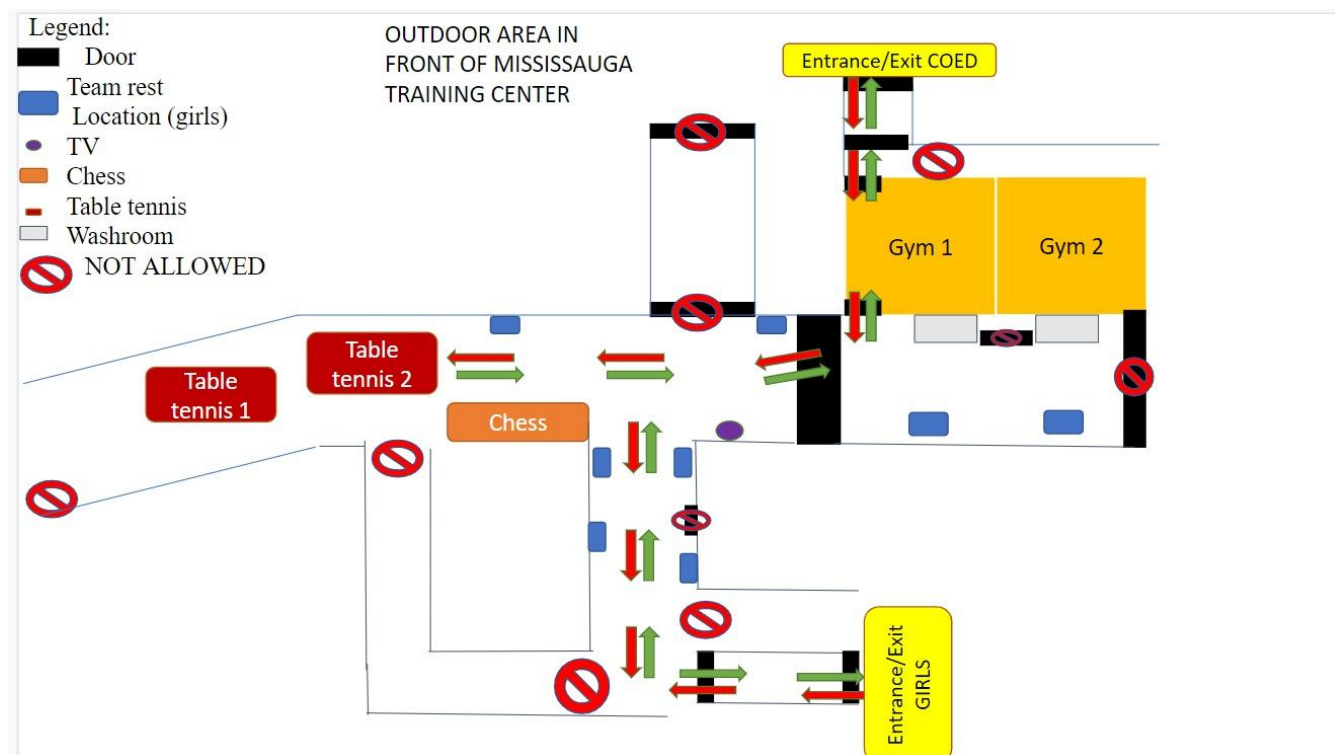 Legend:
Door
Team rest
Location (girls)
TV
Chess
Table tennis
Washroom
NOT ALLOWED
OUTDOOR AREA IN
FRONT OF MISSISSAUGA
TRAINING CENTER
Entrance/Exit COED
Gym 1
Gym 2
Table
tennis 2
Table
tennis 1
Chess
Entrance/Exit
GIRLS